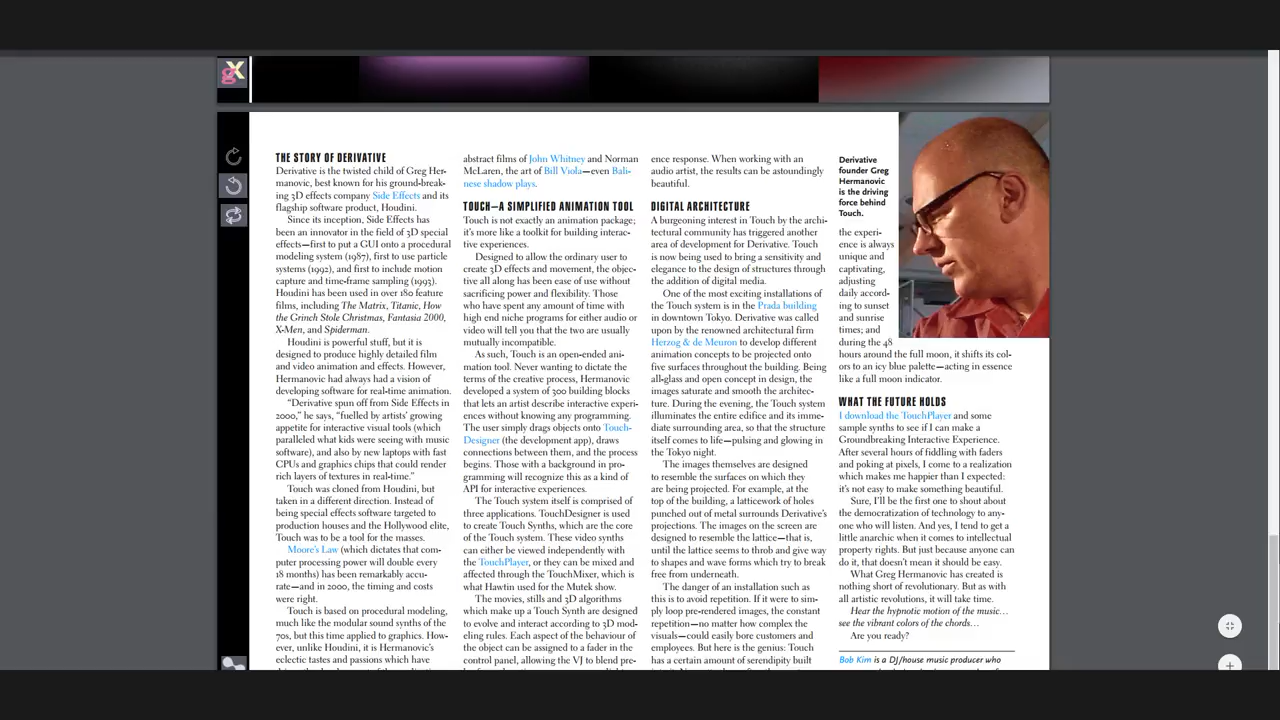 gX
THE STORY OF DERIVATIVE
Derivative is the twisted child of Greg Her-
manovic, best known for his ground-break-
ing 3D effects company Side Effects and its
flagship software product, Houdini.
Since its inception, Side Effects has
been an innovator in the field of 3D special
effects—first to put a GUI onto a procedural
modeling system (1987), first to use particle
systems (1992), and first to include motion
capture and time-frame sampling (1993).
Houdini has been used in over 180 feature
films, including The Matrix, Titanic, How
the Grinch Stole Christmas, Fantasia 2000,
X-Men, and Spiderman.
Houdini is powerful stuff, but it is
designed to produce highly detailed film
and video animation and effects. However,
Hermanovic had always had a vision of
developing software for real-time animation.
“Derivative spun off from Side Effects in
2000,” he says, “fuelled by artists’ growing
appetite for interactive visual tools (which
paralleled what kids were seeing with music
software), and also by new laptops with fast
CPUs and graphics chips that could render
rich layers of textures in real-time.”
Touch was cloned from Houdini, but
taken in a different direction. Instead of
being special effects software targeted to
production houses and the Hollywood elite,
Touch was to be a tool for the masses.
Moore’s Law (which dictates that com-
puter processing power will double every
18 months) has been remarkably accu-
rate—and in 2000, the timing and costs
were right.
Touch is based on procedural modeling,
much like the modular sound synths of the
70s, but this time applied to graphics. How-
ever, unlike Houdini, it is Hermanovic’s
eclectic tastes and passions which have
abstract films of John Whitney and Norman
McLaren, the art of Bill Viola—even Bali-
nese shadow plays.
TOUCH—A SIMPLIFIED ANIMATION TOOL
Touch is not exactly an animation package;
it’s more like a toolkit for building interac-
tive experiences.
Designed to allow the ordinary user to
create 3D effects and movement, the objec-
tive all along has been ease of use without
sacrificing power and flexibility. Those
who have spent any amount of time with
high end niche programs for either audio or
video will tell you that the two are usually
mutually incompatible.
As such, Touch is an open-ended ani-
mation tool. Never wanting to dictate the
terms of the creative process, Hermanovic
developed a system of 300 building blocks
that lets an artist describe interactive experi-
ences without knowing any programming.
The user simply drags objects onto Touch-
Designer (the development app), draws
connections between them, and the process
begins. Those with a background in pro-
gramming will recognize this as a kind of
API for interactive experiences.
The Touch system itself is comprised of
three applications. TouchDesigner is used
to create Touch Synths, which are the core
of the Touch system. These video synths
can either be viewed independently with
the TouchPlayer, or they can be mixed and
affected through the TouchMixer, which is
what Hawtin used for the Mutek show.
The movies, stills and 3D algorithms
which make up a Touch Synth are designed
to evolve and interact according to 3D mod-
eling rules. Each aspect of the behaviour of
the object can be assigned to a fader in the
control panel, allowing the VJ to blend pre-
ence response. When working with an
audio artist, the results can be astoundingly
beautiful.
DIGITAL ARCHITECTURE
A burgeoning interest in Touch by the archi-
tectural community has triggered another
area of development for Derivative. Touch
is now being used to bring a sensitivity and
elegance to the design of structures through
the addition of digital media.
One of the most exciting installations of
the Touch system is in the Prada building
in downtown Tokyo. Derivative was called
upon by the renowned architectural firm
Herzog & de Meuron to develop different
animation concepts to be projected onto
five surfaces throughout the building. Being
all-glass and open concept in design, the
images saturate and smooth the architec-
ture. During the evening, the Touch system
illuminates the entire edifice and its imme-
diate surrounding area, so that the structure
itself comes to life—pulsing and glowing in
the Tokyo night.
The images themselves are designed
to resemble the surfaces on which they
are being projected. For example, at the
top of the building, a latticework of holes
punched out of metal surrounds Derivative’s
projections. The images on the screen are
designed to resemble the lattice—that is,
until the lattice seems to throb and give way
to shapes and wave forms which try to break
free from underneath.
The danger of an installation such as
this is to avoid repetition. If it were to sim-
ply loop pre-rendered images, the constant
repetition—no matter how complex the
visuals—could easily bore customers and
employees. But here is the genius: Touch
has a certain amount of serendipity built
Derivative
founder Greg
Hermanovic
is the driving
force behind
Touch.
the experi-
ence is always
unique and
captivating,
adjusting
daily accord-
ing to sunset
and sunrise
times; and
during the 48
hours around the full moon, it shifts its col-
ors to an icy blue palette—acting in essence
like a full moon indicator.
WHAT THE FUTURE HOLDS
I download the TouchPlayer and some
sample synths to see if I can make a
Groundbreaking Interactive Experience.
After several hours of fiddling with faders
and poking at pixels, I come to a realization
which makes me happier than I expected:
it’s not easy to make something beautiful.
Sure, I’ll be the first one to shout about
the democratization of technology to any-
one who will listen. And yes, I tend to get a
little anarchic when it comes to intellectual
property rights. But just because anyone can
do it, that doesn’t mean it should be easy.
What Greg Hermanovic has created is
nothing short of revolutionary. But as with
all artistic revolutions, it will take time.
Hear the hypnotic motion of the music…
see the vibrant colors of the chords…
Are you ready?
Bob Kim is a DJ/house music producer who